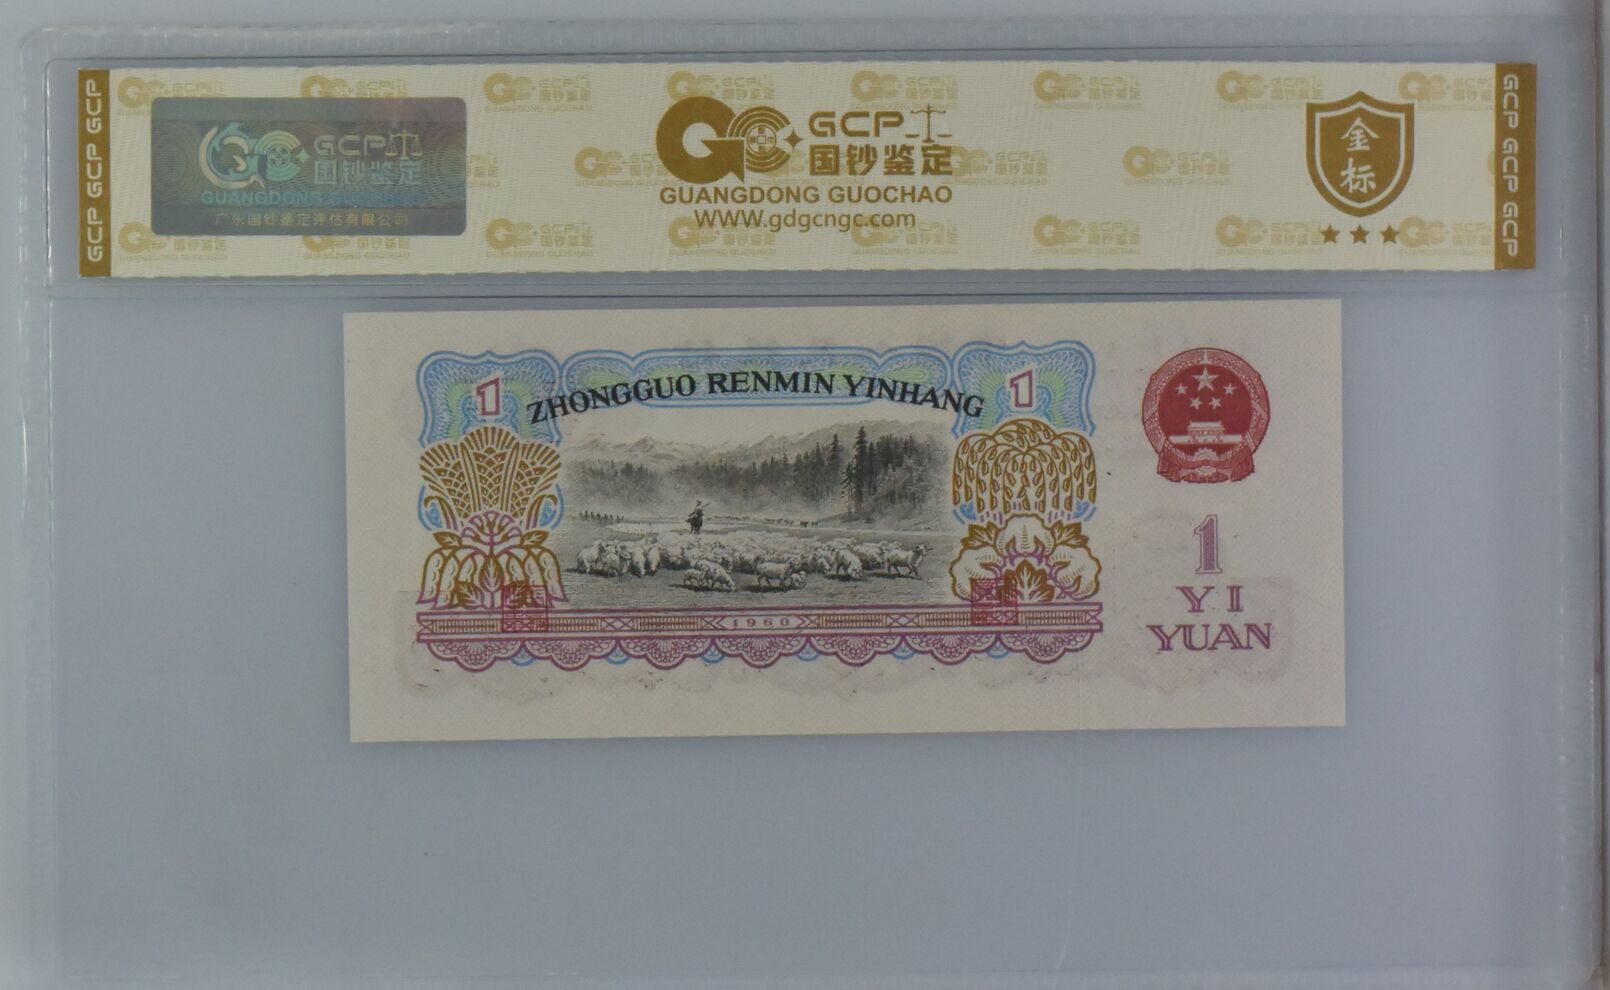 GCP GCP GCP
GCP
国钞鉴定
GUANGDONG GUOCHAO
广东国钞鉴定评估有限公司
GCP
国钞鉴定
GUANGDONG GUOCHAO
WWW.gdgcngc.com
金标
GCP GCP GCP
1
ZHONGGUO RENMIN YINHANG
1
1
YI
YUAN
1960